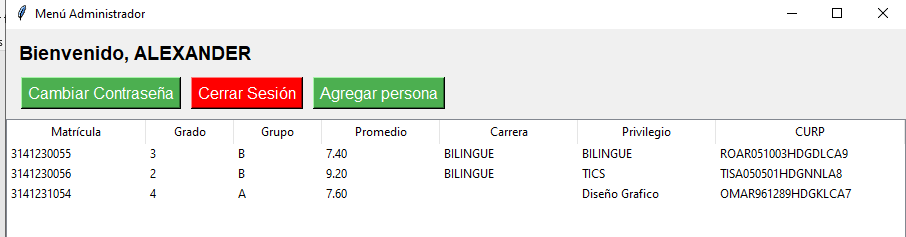 Menú Administrador
Bienvenido, ALEXANDER
Cambiar Contraseña Cerrar Sesión Agregar persona
Matrícula Grado Grupo Promedio Carrera Privilegio CURP
3141230055 3 B 7.40 BILINGUE BILINGUE ROAR051003HDGDLCA9
3141230056 2 B 9.20 BILINGUE TICS TISA050501HDGNNLA8
3141231054 4 A 7.60 Diseño Grafico OMAR961289HDGKLCA7